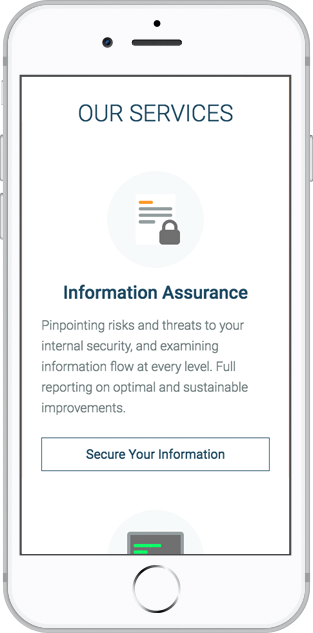 OUR SERVICES
Information Assurance
Pinpointing risks and threats to your
internal security, and examining
information flow at every level. Full
reporting on optimal and sustainable
improvements.
Secure Your Information